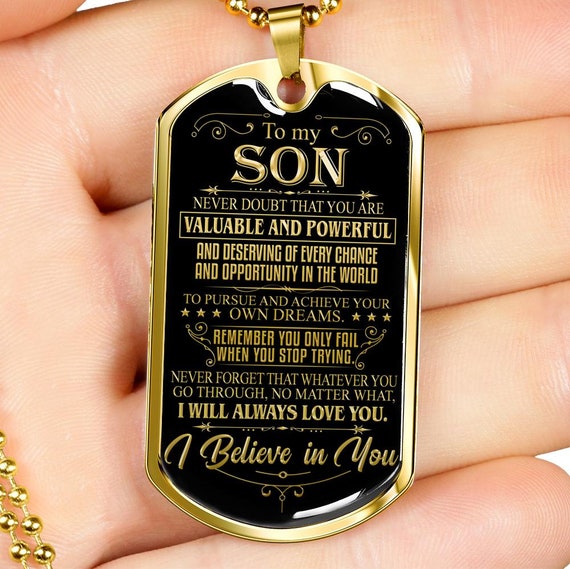 To my
SON
NEVER DOUBT THAT YOU ARE
VALUABLE AND POWERFUL
AND DESERVING OF EVERY CHANCE
AND OPPORTUNITY IN THE WORLD
TO PURSUE AND ACHIEVE YOUR
OWN DREAMS.
REMEMBER YOU ONLY FAIL
WHEN YOU STOP TRYING.
NEVER FORGET THAT WHATEVER YOU
GO THROUGH, NO MATTER WHAT,
I WILL ALWAYS LOVE YOU.
I Believe in You